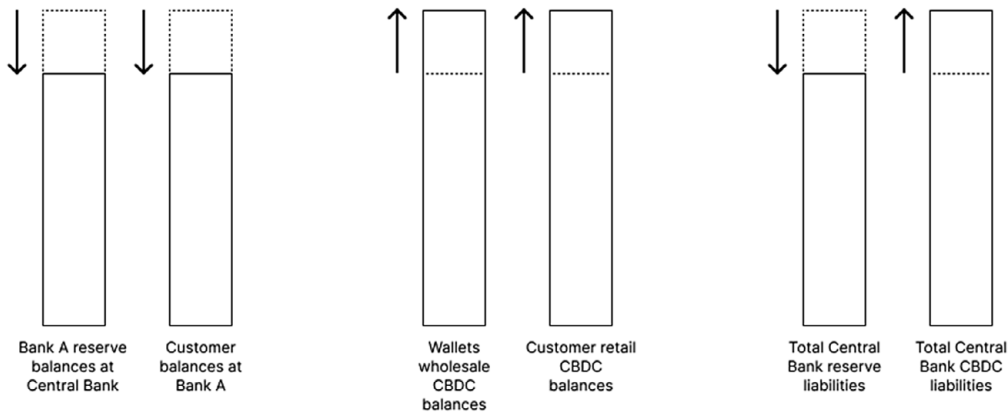 Bank A reserve
balances at
Central Bank
Customer
balances at
Bank A
Wallets
wholesale
CBDC
balances
Customer retail
CBDC
balances
Total Central
Bank reserve
liabilities
Total Central
Bank CBDC
liabilities